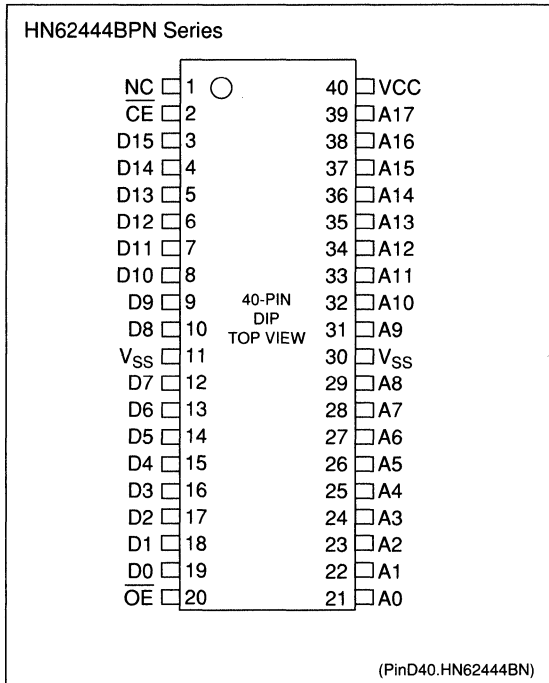 HN62444BPN Series
NC 1 40 VCC
CE 2 39 A17
D15 3 38 A16
D14 4 37 A15
D13 5 36 A14
D12 6 35 A13
D11 7 34 A12
D10 8 33 A11
D9 9 40-PIN 32 A10
DIP
D8 10 TOP VIEW 31 A9
VSS 11 30 VSS
D7 12 29 A8
D6 13 28 A7
D5 14 27 A6
D4 15 26 A5
D3 16 25 A4
D2 17 24 A3
D1 18 23 A2
D0 19 22 A1
OE 20 21 A0
(PinD40.HN62444BN)